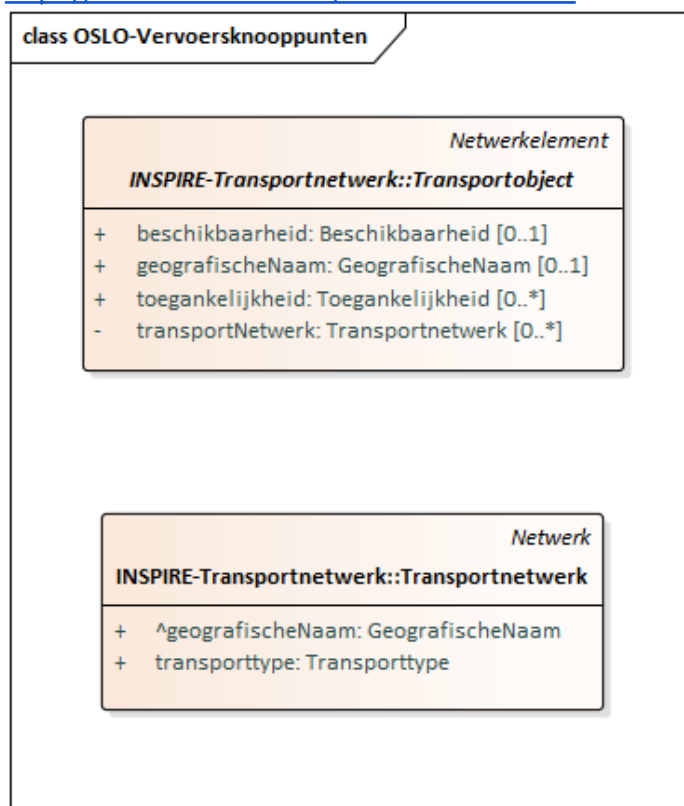 class OSLO-Vervoersknooppunten
Netwerkelement
INSPIRE-Transportnetwerk::Transportobject
+ beschikbaarheid: Beschikbaarheid [0..1]
+ geografischeNaam: GeografischeNaam [0..1]
+ toegankelijkheid: Toegankelijkheid [0..*]
- transportNetwerk: Transportnetwerk [0..*]
Netwerk
INSPIRE-Transportnetwerk::Transportnetwerk
+ ^geografischeNaam: GeografischeNaam
+ transporttype: Transporttype